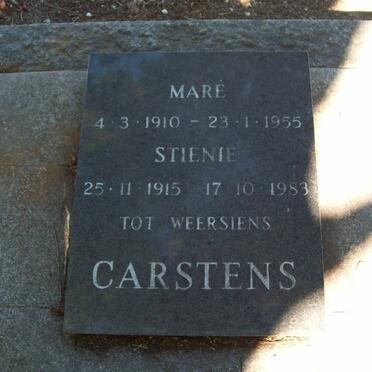 MARÉ
4·3·1910 - 23·1·1955
STIENIE
25·11·1915 17·10·1983
TOT WEERSIENS
CARSTENS